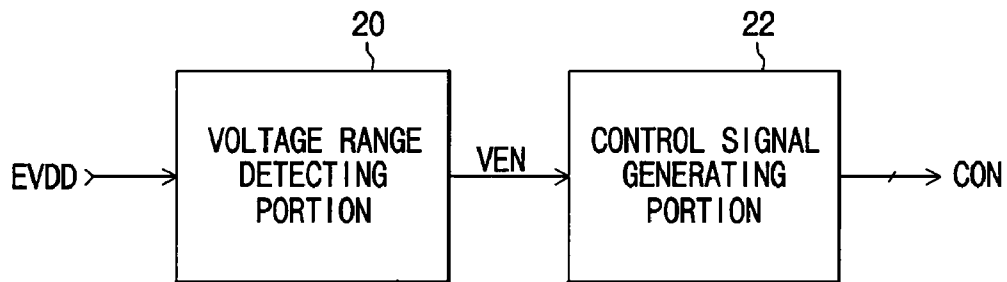 20
22
VOLTAGE RANGE
DETECTING
PORTION
CONTROL SIGNAL
GENERATING
PORTION
EVDD
VEN
CON